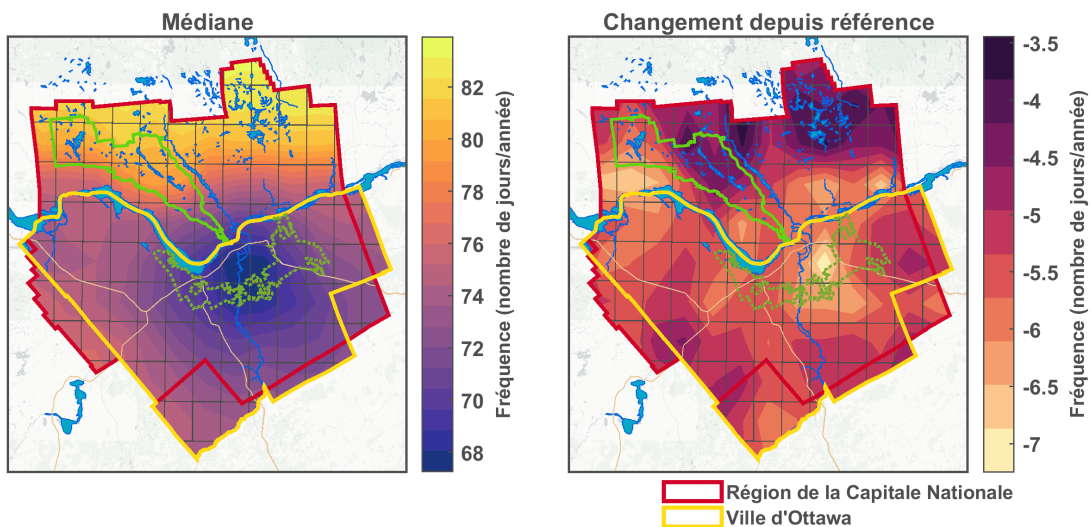 Médiane
82
80
78
76
74
72
70
68
Fréquence (nombre de jours/année)
Changement depuis référence
-3.5
-4
-4.5
-5
-5.5
-6
-6.5
-7
Fréquence (nombre de jours/année)
Région de la Capitale Nationale
Ville d'Ottawa